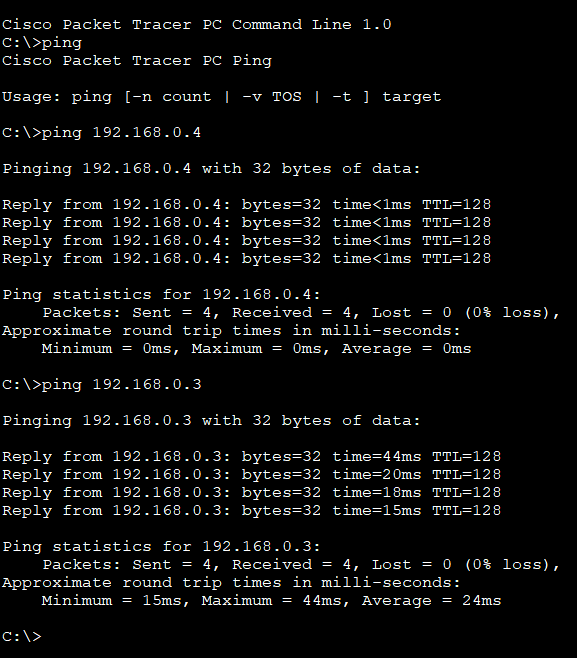 Cisco Packet Tracer PC Command Line 1.0
C:\>ping
Cisco Packet Tracer PC Ping
Usage: ping [-n count | -v TOS | -t ] target
C:\>ping 192.168.0.4
Pinging 192.168.0.4 with 32 bytes of data:
Reply from 192.168.0.4: bytes=32 time<1ms TTL=128
Reply from 192.168.0.4: bytes=32 time<1ms TTL=128
Reply from 192.168.0.4: bytes=32 time<1ms TTL=128
Reply from 192.168.0.4: bytes=32 time<1ms TTL=128
Ping statistics for 192.168.0.4:
    Packets: Sent = 4, Received = 4, Lost = 0 (0% loss),
Approximate round trip times in milli-seconds:
    Minimum = 0ms, Maximum = 0ms, Average = 0ms
C:\>ping 192.168.0.3
Pinging 192.168.0.3 with 32 bytes of data:
Reply from 192.168.0.3: bytes=32 time=44ms TTL=128
Reply from 192.168.0.3: bytes=32 time=20ms TTL=128
Reply from 192.168.0.3: bytes=32 time=18ms TTL=128
Reply from 192.168.0.3: bytes=32 time=15ms TTL=128
Ping statistics for 192.168.0.3:
    Packets: Sent = 4, Received = 4, Lost = 0 (0% loss),
Approximate round trip times in milli-seconds:
    Minimum = 15ms, Maximum = 44ms, Average = 24ms
C:\>